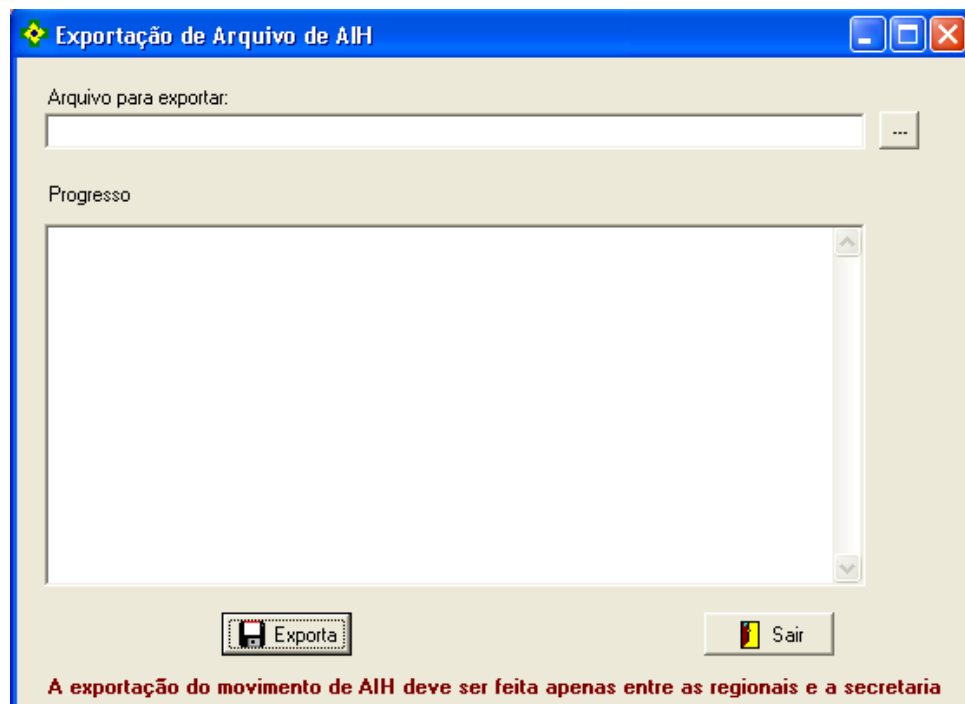 Exportação de Arquivo de AIH
Arquivo para exportar:
...
Progresso
Exporta
Sair
A exportação do movimento de AIH deve ser feita apenas entre as regionais e a secretaria